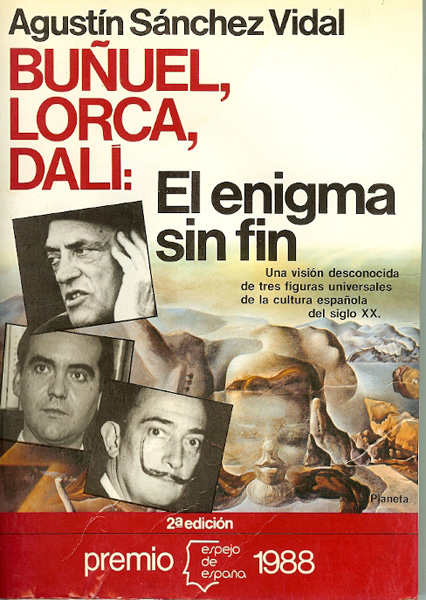 Agustín Sánchez Vidal
BUÑUEL,
LORCA,
DALÍ:
El enigma
sin fin
Una visión desconocida
de tres figuras universales
de la cultura española
del siglo XX.
Planeta
2ª edición
premio
espejo
de
españa
1988